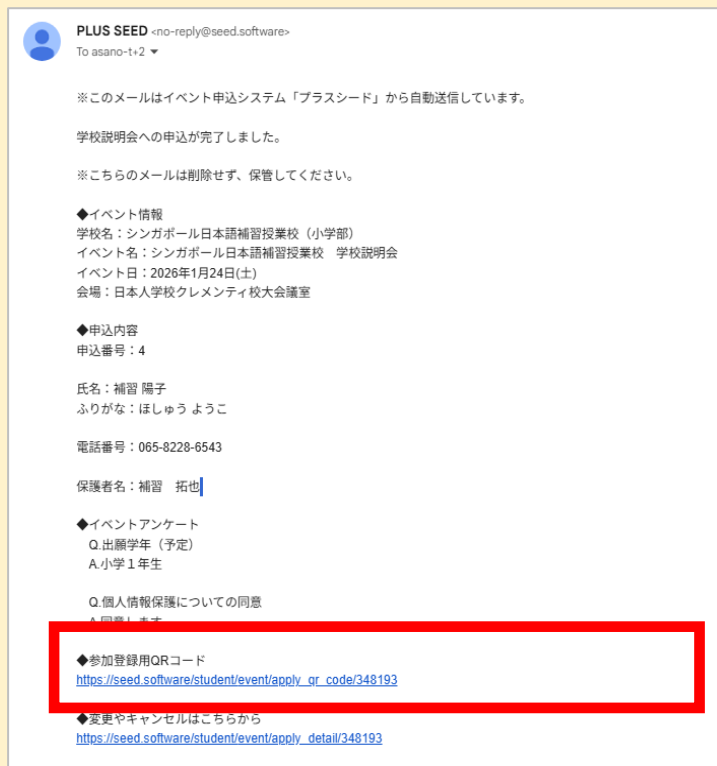 PLUS SEED <no-reply@seed.software>
To asano-t+2
※このメールはイベント申込システム「プラスシード」から自動送信しています。
学校説明会への申込が完了しました。
※こちらのメールは削除せず、保管してください。
◆イベント情報
学校名：シンガポール日本語補習授業校（小学部）
イベント名：シンガポール日本語補習授業校　学校説明会
イベント日：2026年1月24日(土)
会場：日本人学校クレメンティ校大会議室
◆申込内容
申込番号：4
氏名：補習 陽子
ふりがな：ほしゅう ようこ
電話番号：065-8228-6543
保護者名：補習　拓也
◆イベントアンケート
Q.出願学年（予定）
A.小学１年生
Q.個人情報保護についての同意
A.同意します
◆参加登録用QRコード
https://seed.software/student/event/apply_qr_code/348193
◆変更やキャンセルはこちらから
https://seed.software/student/event/apply_detail/348193